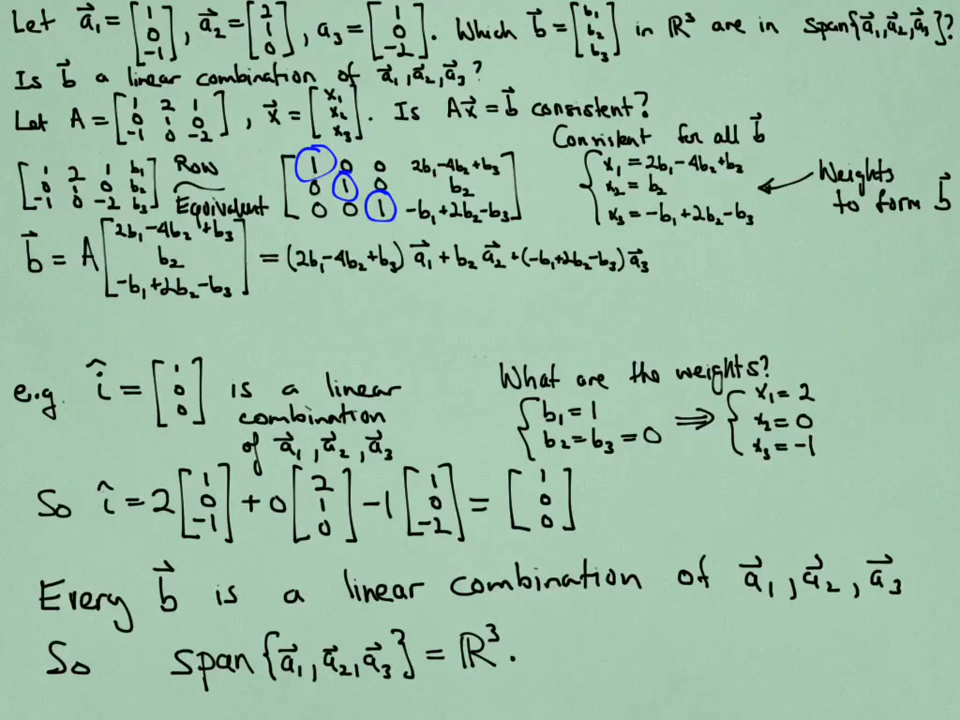 Let a⃗₁ = [1 0 -1], a⃗₂ = [2 1 0], a₃ = [1 0 -2]. Which b⃗ = [b₁ b₂ b₃] in ℝ³ are in span{a⃗₁, a⃗₂, a⃗₃}?
Is b⃗ a linear combination of a⃗₁, a⃗₂, a⃗₃?
Let A = [1 2 1; 0 1 0; -1 0 -2], x⃗ = [x₁ x₂ x₃]. Is Ax⃗ = b⃗ consistent?
Consistent for all b⃗
[1 2 1 b₁; 0 1 0 b₂; -1 0 -2 b₃] Row Equivalent [1 0 0 2b₁-4b₂+b₃; 0 1 0 b₂; 0 0 1 -b₁+2b₂-b₃]
{x₁ = 2b₁-4b₂+b₃
x₂ = b₂
x₃ = -b₁+2b₂-b₃
← Weights
to form b⃗
b⃗ = A [2b₁-4b₂+b₃; b₂; -b₁+2b₂-b₃] = (2b₁-4b₂+b₃) a⃗₁ + b₂ a⃗₂ + (-b₁+2b₂-b₃) a⃗₃
e.g. î = [1 0 0] is a linear
combination
of a⃗₁, a⃗₂, a⃗₃
What are the weights?
{b₁ = 1
b₂ = b₃ = 0 ⇒ {x₁ = 2
x₂ = 0
x₃ = -1
So î = 2[1 0 -1] + 0[2 1 0] -1[1 0 -2] = [1 0 0]
Every b⃗ is a linear combination of a⃗₁, a⃗₂, a⃗₃
So span{a⃗₁, a⃗₂, a⃗₃} = ℝ³.